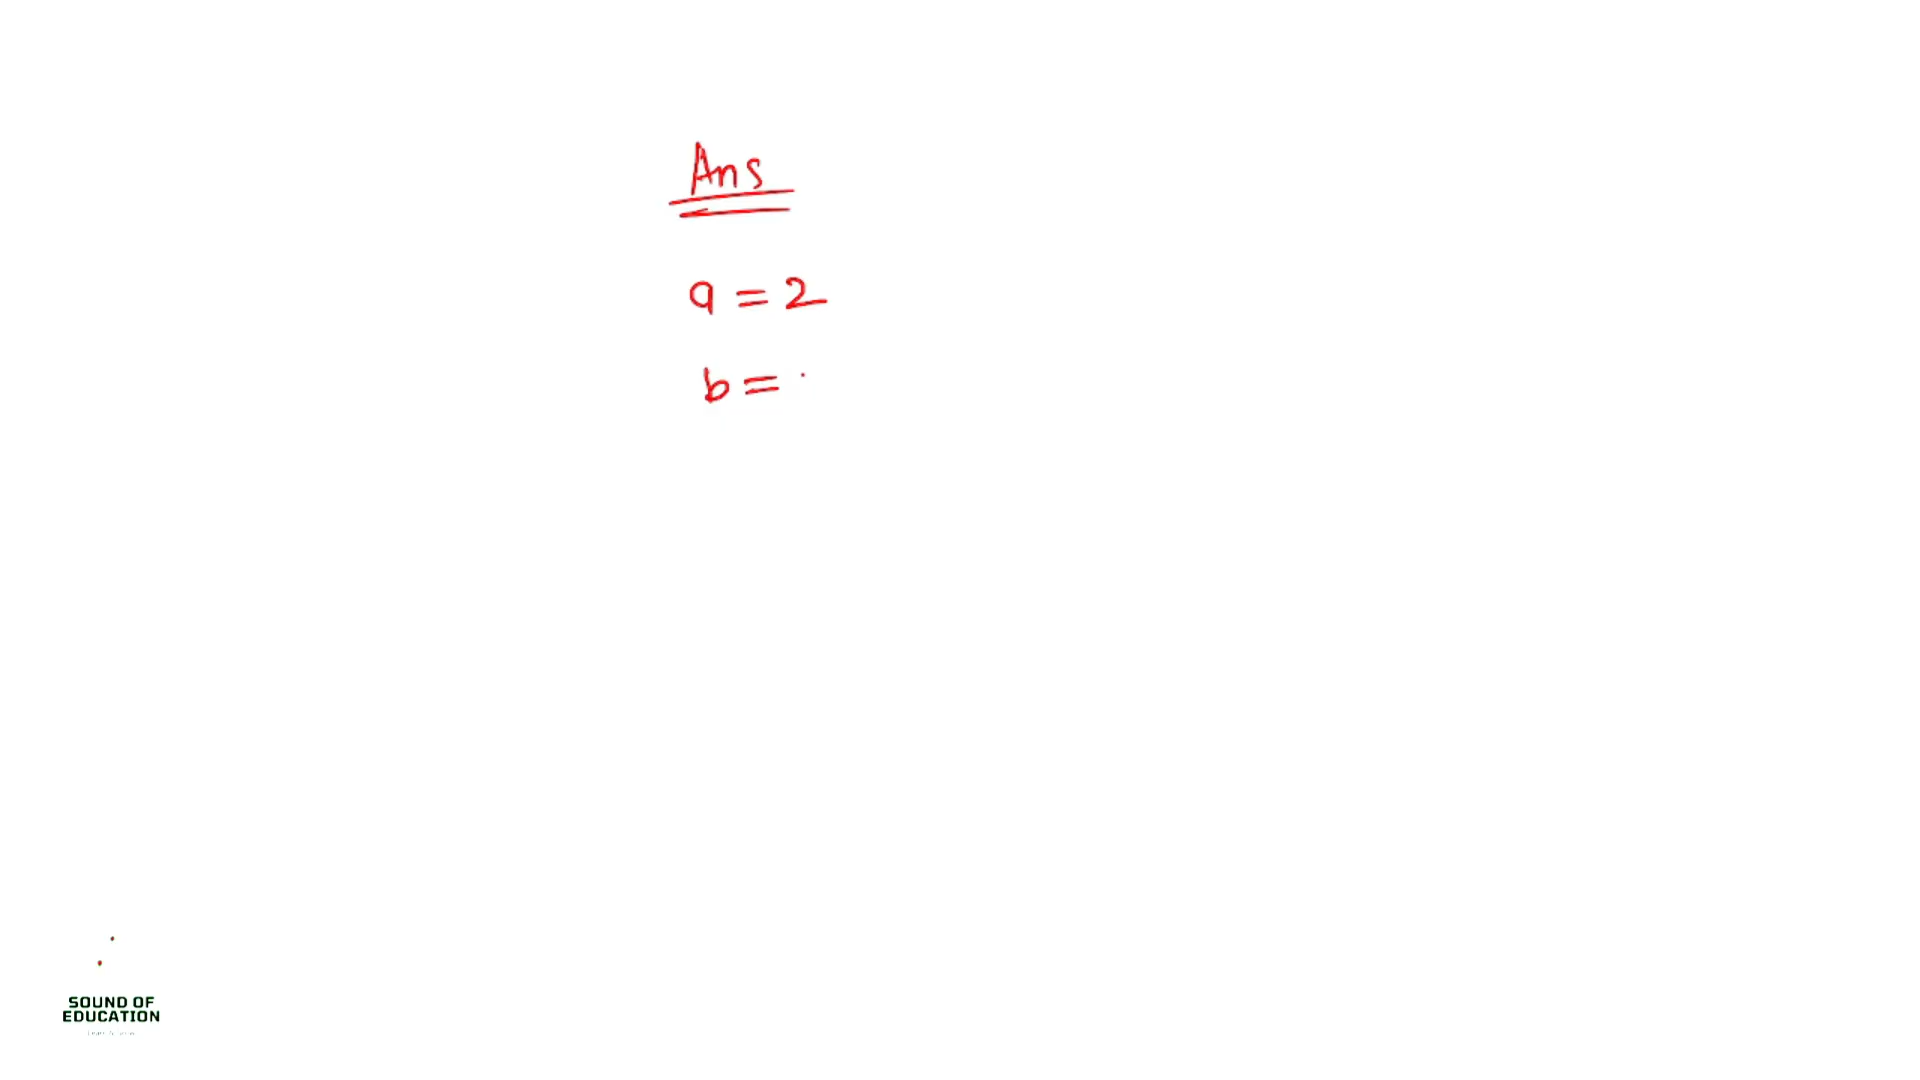 Ans
a = 2
b =
SOUND OF
EDUCATION